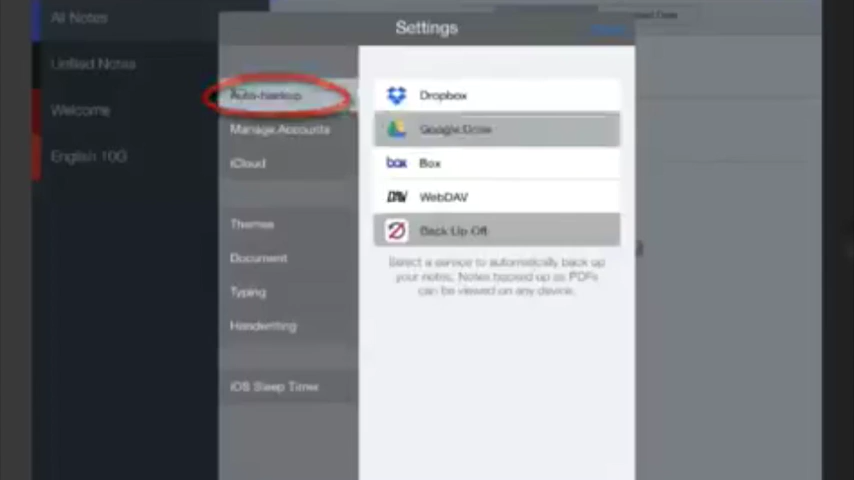 All Notes
Unfiled Notes
Welcome
English 10G
Settings
Auto-backup
Manage Accounts
iCloud
Themes
Document
Typing
Handwriting
iOS Sleep Timer
Dropbox
Google Drive
box Box
DAV WebDAV
Back Up Off
Select a service to automatically back up
your notes. Notes backed up as PDFs
can be viewed on any device.